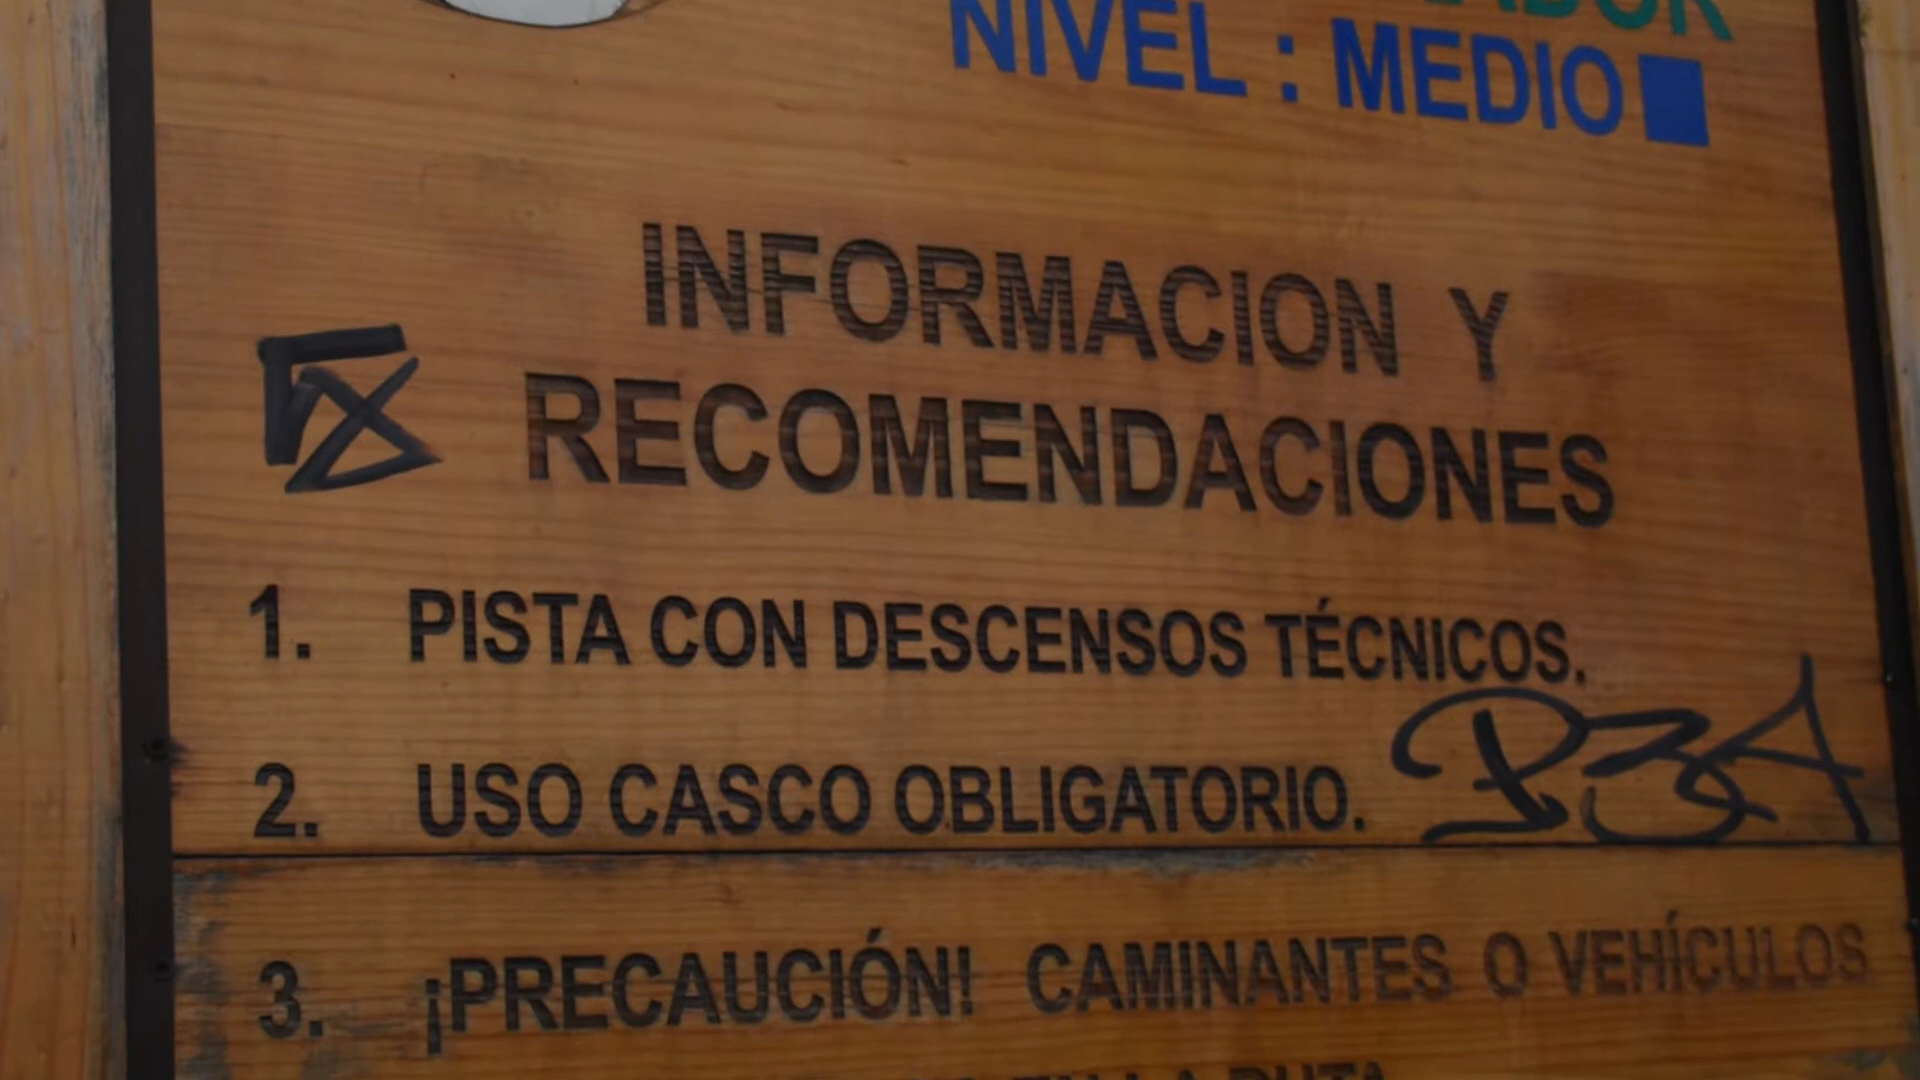 NIVEL : MEDIO
INFORMACION Y
RECOMENDACIONES
1. PISTA CON DESCENSOS TÉCNICOS.
2. USO CASCO OBLIGATORIO.
3. ¡PRECAUCIÓN! CAMINANTES O VEHÍCULOS